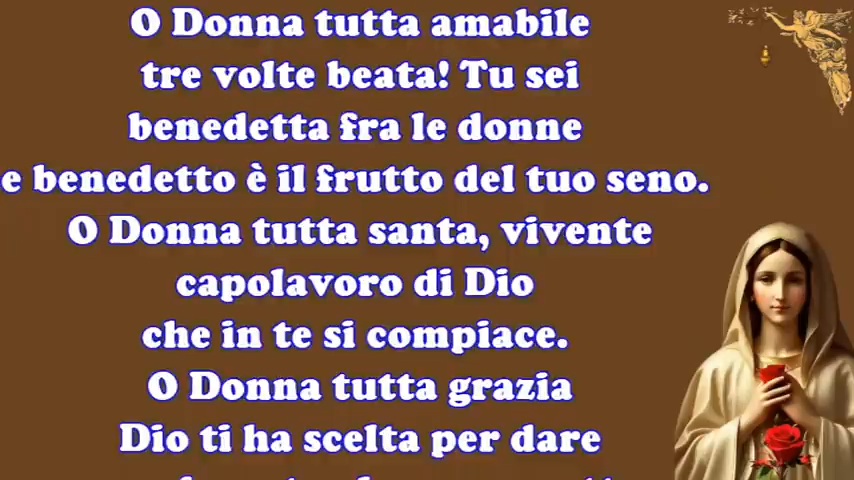 O Donna tutta amabile
tre volte beata! Tu sei
benedetta fra le donne
e benedetto è il frutto del tuo seno.
O Donna tutta santa, vivente
capolavoro di Dio
che in te si compiace.
O Donna tutta grazia
Dio ti ha scelta per dare